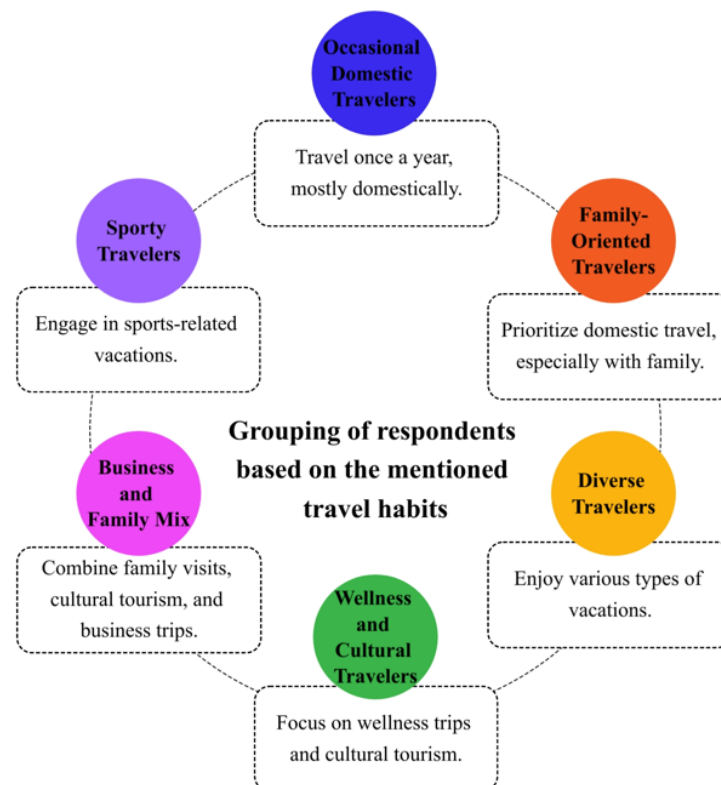 Occasional
Domestic
Travelers
Travel once a year,
mostly domestically.
Family-
Oriented
Travelers
Prioritize domestic travel,
especially with family.
Diverse
Travelers
Enjoy various types of
vacations.
Wellness
and
Cultural
Travelers
Focus on wellness trips
and cultural tourism.
Business
and
Family Mix
Combine family visits,
cultural tourism, and
business trips.
Sporty
Travelers
Engage in sports-related
vacations.
Grouping of respondents
based on the mentioned
travel habits